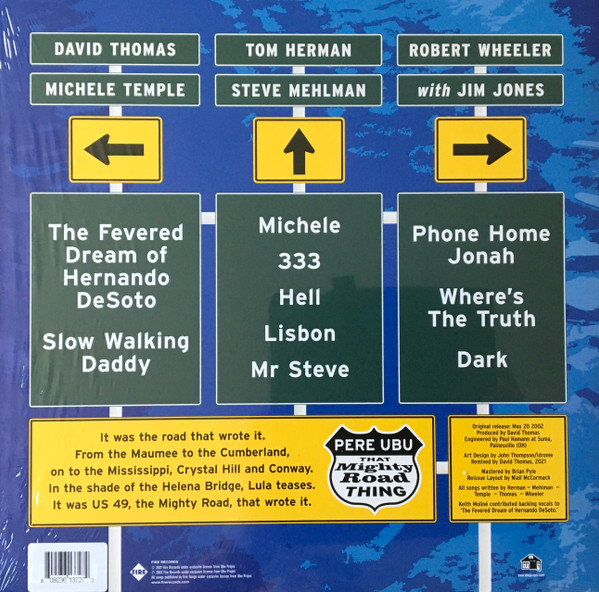 DAVID THOMAS
TOM HERMAN
ROBERT WHEELER
MICHELE TEMPLE
STEVE MEHLMAN
with JIM JONES
The Fevered
Dream of
Hernando
DeSoto
Slow Walking
Daddy
Michele
333
Hell
Lisbon
Mr Steve
Phone Home
Jonah
Where's
The Truth
Dark
It was the road that wrote it.
From the Maumee to the Cumberland,
on to the Mississippi, Crystal Hill and Conway.
In the shade of the Helena Bridge, Lula teases.
It was US 49, the Mighty Road, that wrote it.
PERE UBU
THAT
Mighty
Road
THING
Original release: May 20 2002
Produced by David Thomas
Engineered by Paul Hamann at Suma,
Painesville (OH)
Art Design by John Thompson/idrome
Remixed by David Thomas, 2021
Mastered by Brian Pyle
Reissue Layout by Niall McCormack
All songs written by Herman – Mehlman –
Temple – Thomas – Wheeler
Keith Moliné contributed backing vocals to
'The Fevered Dream of Hernando DeSoto.'
FIRE
FIRE RECORDS
www.firerecords.com